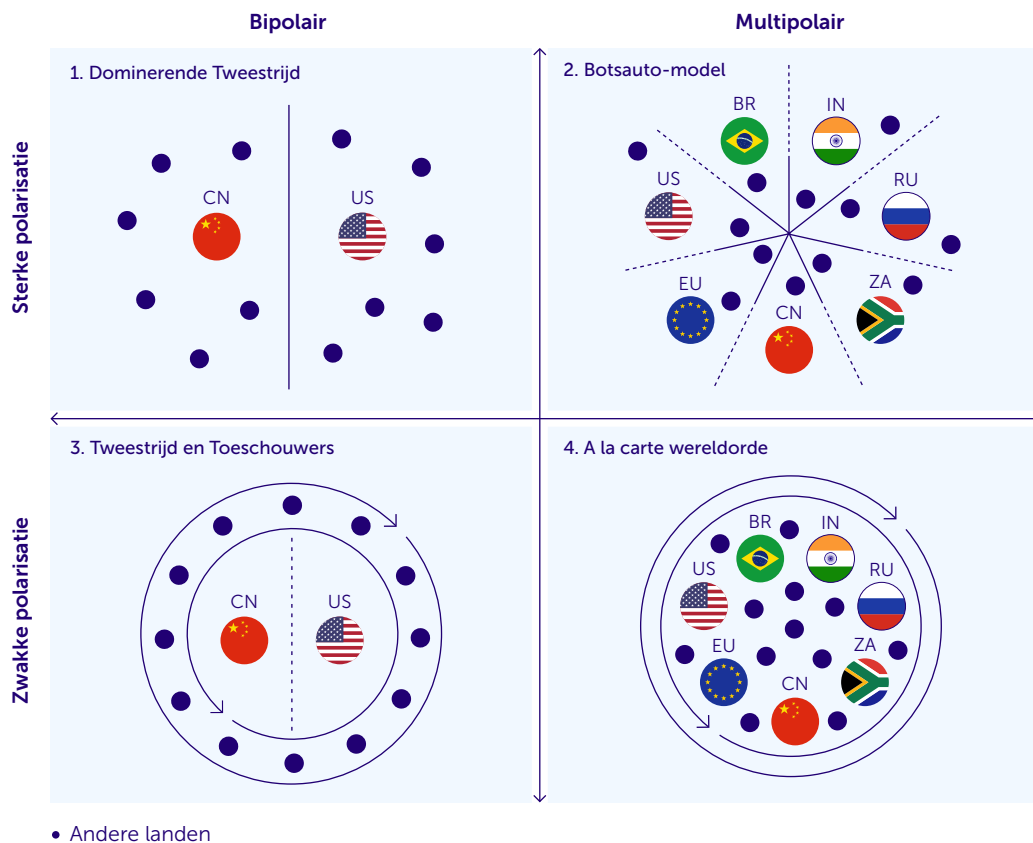 Bipolair
Multipolair
Sterke polarisatie
1. Dominerende Tweestrijd
CN
US
2. Botsauto-model
BR
IN
US
RU
EU
ZA
CN
Zwakke polarisatie
3. Tweestrijd en Toeschouwers
CN
US
4. A la carte wereldorde
BR
IN
US
RU
EU
ZA
CN
Andere landen